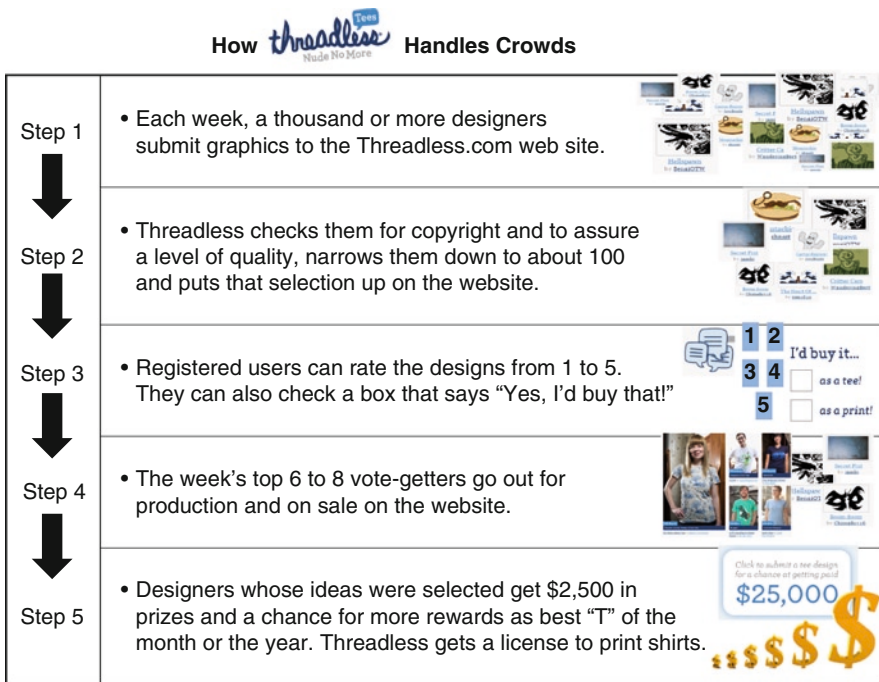 How threadless Tees Handles Crowds
Nude No More
Step 1
• Each week, a thousand or more designers
submit graphics to the Threadless.com web site.
Step 2
• Threadless checks them for copyright and to assure
a level of quality, narrows them down to about 100
and puts that selection up on the website.
Step 3
• Registered users can rate the designs from 1 to 5.
They can also check a box that says “Yes, I’d buy that!”
1 2
3 4
5
I'd buy it...
as a tee!
as a print!
Step 4
• The week’s top 6 to 8 vote-getters go out for
production and on sale on the website.
Step 5
• Designers whose ideas were selected get $2,500 in
prizes and a chance for more rewards as best “T” of the
month or the year. Threadless gets a license to print shirts.
Click to submit a tee design
for a chance at getting paid
$25,000
$ $ $ $ $ $ $